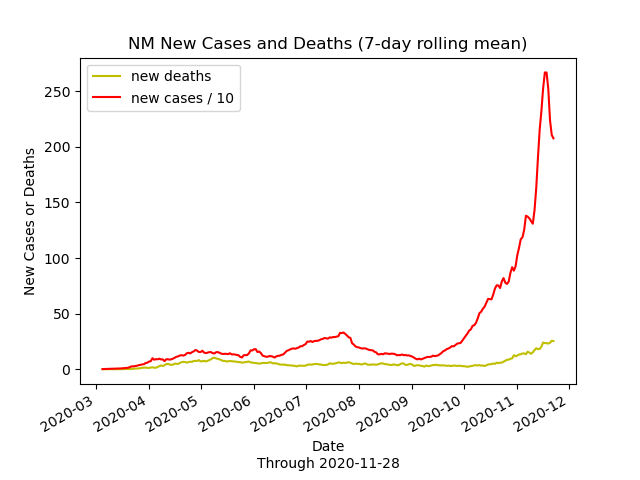 NM New Cases and Deaths (7-day rolling mean)
new deaths
new cases / 10
New Cases or Deaths
250
200
150
100
50
0
2020-03
2020-04
2020-05
2020-06
2020-07
2020-08
2020-09
2020-10
2020-11
2020-12
Date
Through 2020-11-28